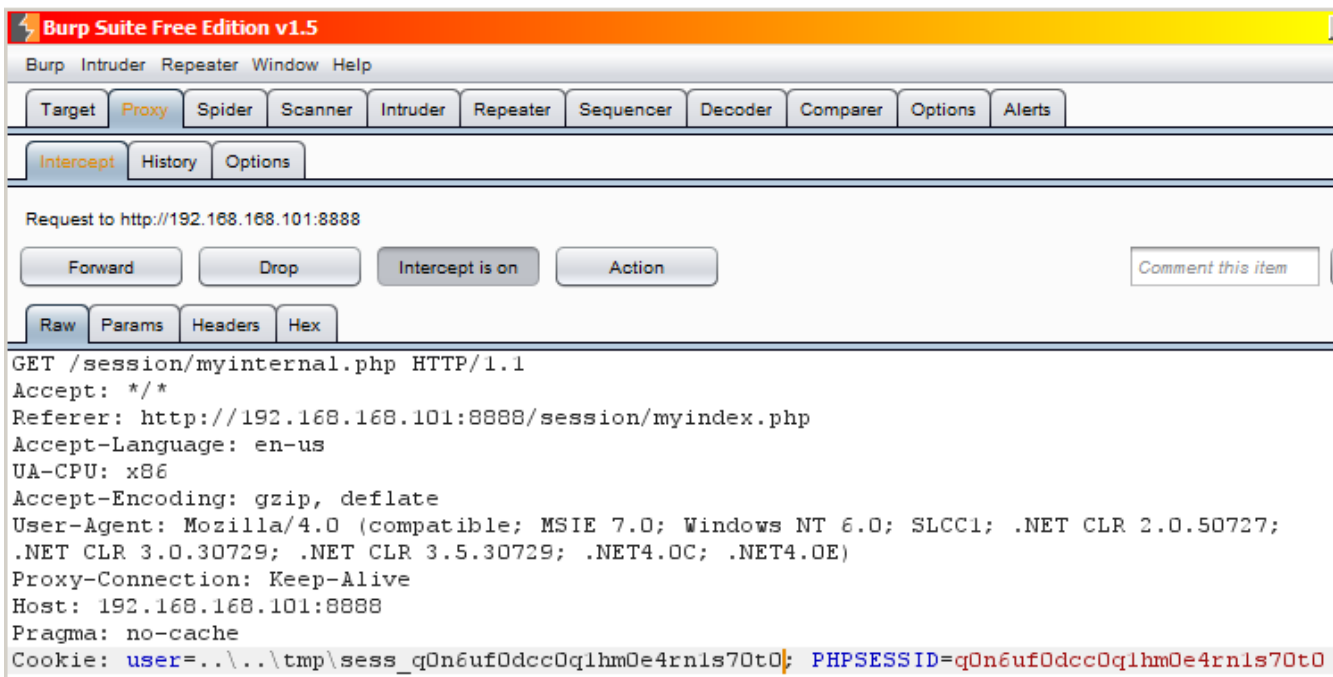 Burp Suite Free Edition v1.5
Burp Intruder Repeater Window Help
Target Proxy Spider Scanner Intruder Repeater Sequencer Decoder Comparer Options Alerts
Intercept History Options
Request to http://192.168.168.101:8888
Forward Drop Intercept is on Action Comment this item
Raw Params Headers Hex
GET /session/myinternal.php HTTP/1.1
Accept: */*
Referer: http://192.168.168.101:8888/session/myindex.php
Accept-Language: en-us
UA-CPU: x86
Accept-Encoding: gzip, deflate
User-Agent: Mozilla/4.0 (compatible; MSIE 7.0; Windows NT 6.0; SLCC1; .NET CLR 2.0.50727;
.NET CLR 3.0.30729; .NET CLR 3.5.30729; .NET4.0C; .NET4.0E)
Proxy-Connection: Keep-Alive
Host: 192.168.168.101:8888
Pragma: no-cache
Cookie: user=..\..\tmp\sess_q0n6uf0dcc0q1hm0e4rn1s70t0; PHPSESSID=q0n6uf0dcc0q1hm0e4rn1s70t0